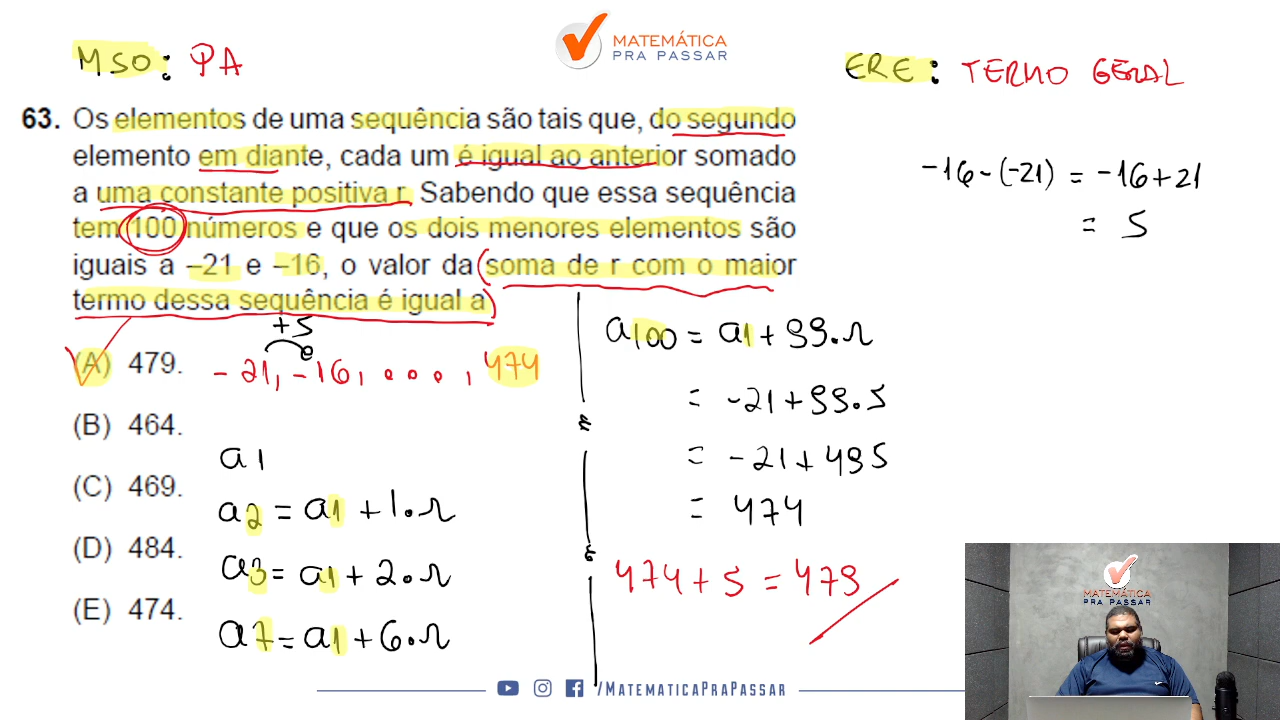 MSO: PA
MATEMÁTICA
PRA PASSAR
ERE: TERMO GERAL
63. Os elementos de uma sequência são tais que, do segundo
elemento em diante, cada um é igual ao anterior somado
a uma constante positiva r. Sabendo que essa sequência
tem 100 números e que os dois menores elementos são
iguais a –21 e –16, o valor da (soma de r com o maior
termo dessa sequência é igual a)
-16-(-21) = -16+21
= 5
+5
(A) 479.
-21, -16, ..., 474
(B) 464.
(C) 469.
(D) 484.
(E) 474.
a1
a2 = a1 + 1.r
a3 = a1 + 2.r
a7 = a1 + 6.r
a100 = a1 + 99.r
= -21 + 99.5
= -21 + 495
= 474
474 + 5 = 479
/MATEMATICAPRAPASSAR
MATEMÁTICA
PRA PASSAR